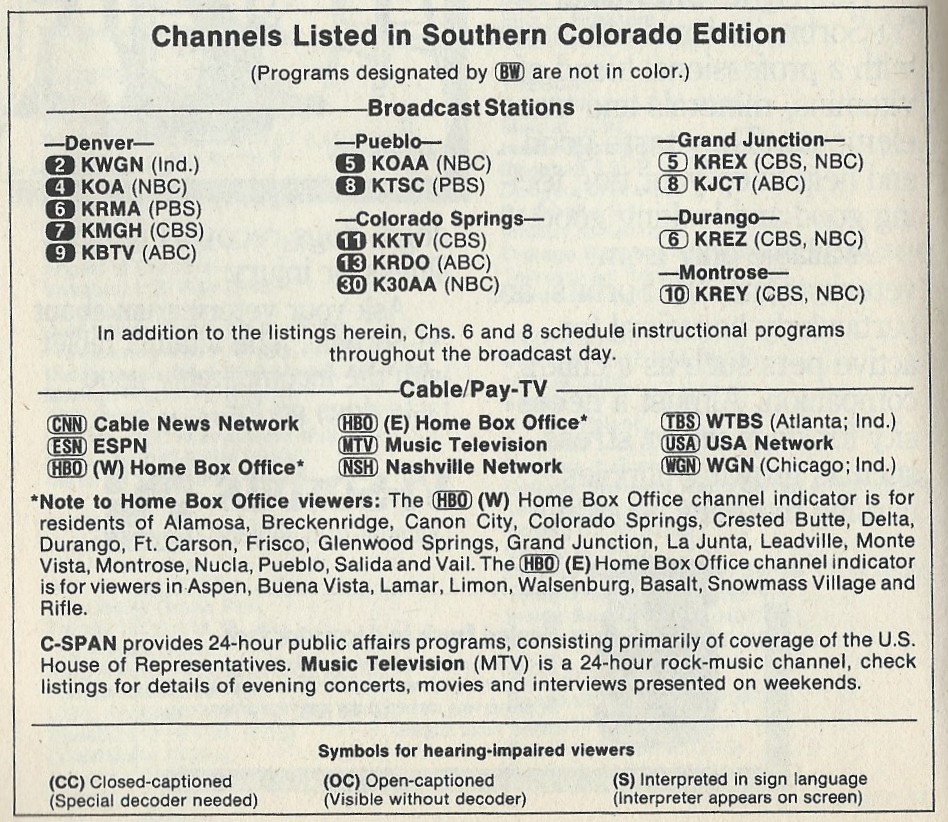 Channels Listed in Southern Colorado Edition
(Programs designated by BW are not in color.)
Broadcast Stations
—Denver—
2 KWGN (Ind.)
4 KOA (NBC)
6 KRMA (PBS)
7 KMGH (CBS)
9 KBTV (ABC)
—Pueblo—
5 KOAA (NBC)
8 KTSC (PBS)
—Colorado Springs—
11 KKTV (CBS)
13 KRDO (ABC)
30 K30AA (NBC)
—Grand Junction—
5 KREX (CBS, NBC)
8 KJCT (ABC)
—Durango—
6 KREZ (CBS, NBC)
—Montrose—
10 KREY (CBS, NBC)
In addition to the listings herein, Chs. 6 and 8 schedule instructional programs
throughout the broadcast day.
Cable/Pay-TV
CNN Cable News Network
ESN ESPN
HBO (W) Home Box Office*
HBO (E) Home Box Office*
MTV Music Television
NSH Nashville Network
TBS WTBS (Atlanta; Ind.)
USA USA Network
WGN WGN (Chicago; Ind.)
*Note to Home Box Office viewers: The HBO (W) Home Box Office channel indicator is for
residents of Alamosa, Breckenridge, Canon City, Colorado Springs, Crested Butte, Delta,
Durango, Ft. Carson, Frisco, Glenwood Springs, Grand Junction, La Junta, Leadville, Monte
Vista, Montrose, Nucla, Pueblo, Salida and Vail. The HBO (E) Home Box Office channel indicator
is for viewers in Aspen, Buena Vista, Lamar, Limon, Walsenburg, Basalt, Snowmass Village and
Rifle.
C-SPAN provides 24-hour public affairs programs, consisting primarily of coverage of the U.S.
House of Representatives. Music Television (MTV) is a 24-hour rock-music channel, check
listings for details of evening concerts, movies and interviews presented on weekends.
Symbols for hearing-impaired viewers
(CC) Closed-captioned
(Special decoder needed)
(OC) Open-captioned
(Visible without decoder)
(S) Interpreted in sign language
(Interpreter appears on screen)